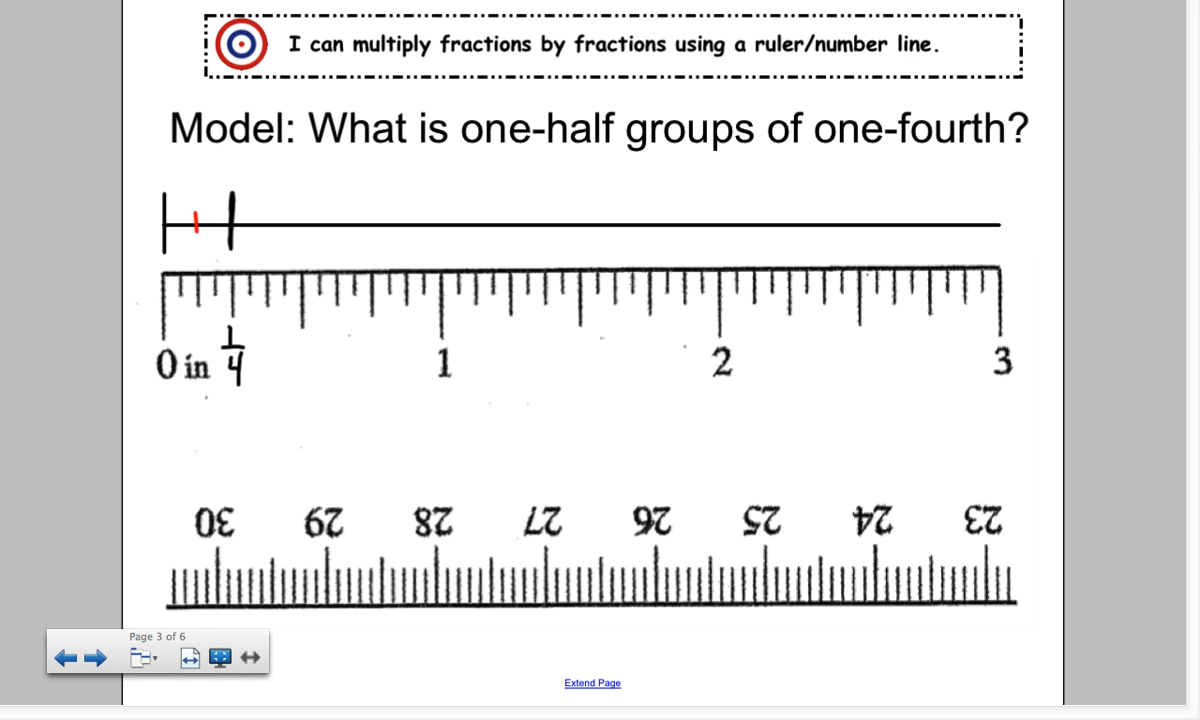 I can multiply fractions by fractions using a ruler/number line.
Model: What is one-half groups of one-fourth?
0 in 1/4 1 2 3
30 29 28 27 26 25 24 23
Page 3 of 6
Extend Page